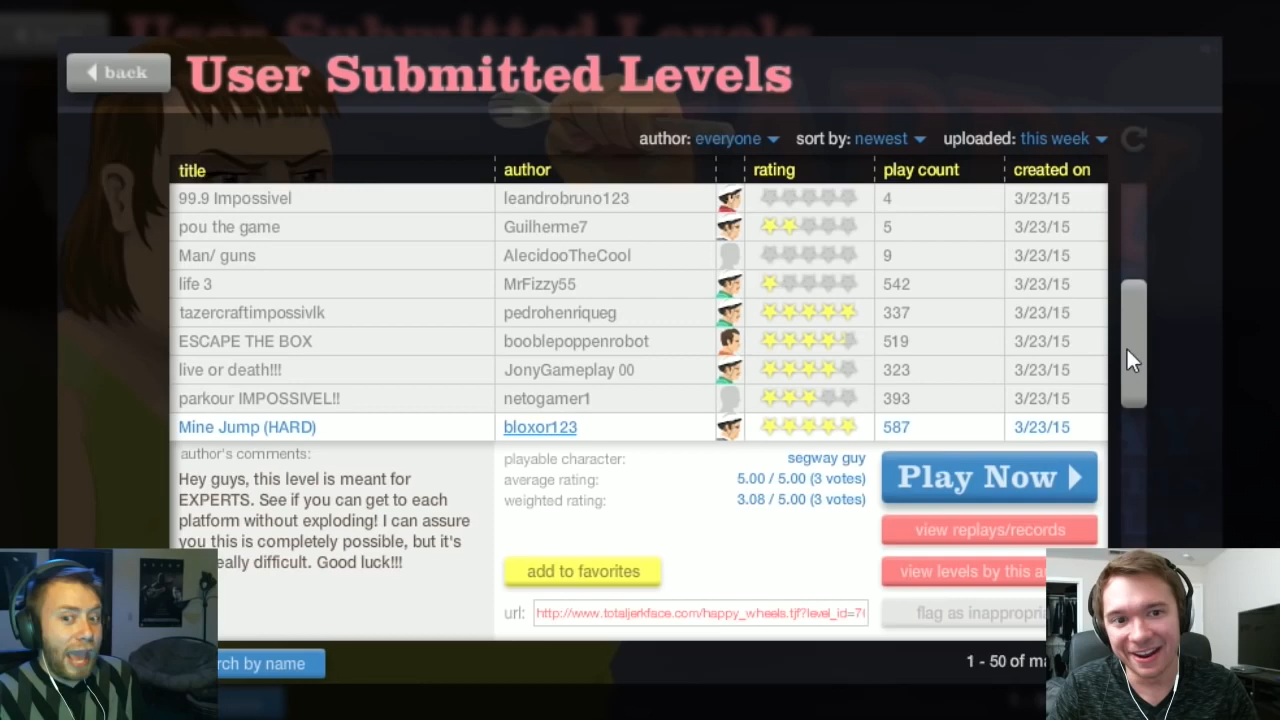 back
User Submitted Levels
author: everyone sort by: newest uploaded: this week
title author rating play count created on
99.9 Impossivel leandrobruno123 4 3/23/15
pou the game Guilherme7 5 3/23/15
Man/ guns AlecidooTheCool 9 3/23/15
life 3 MrFizzy55 542 3/23/15
tazercraftimpossivlk pedrohenriqueg 337 3/23/15
ESCAPE THE BOX booblepoppenrobot 519 3/23/15
live or death!!! JonyGameplay 00 323 3/23/15
parkour IMPOSSIVEL!! netogamer1 393 3/23/15
Mine Jump (HARD) bloxor123 587 3/23/15
author's comments:
Hey guys, this level is meant for
EXPERTS. See if you can get to each
platform without exploding! I can assure
you this is completely possible, but it's
eally difficult. Good luck!!!
playable character: segway guy
average rating: 5.00 / 5.00 (3 votes)
weighted rating: 3.08 / 5.00 (3 votes)
add to favorites
url: http://www.totaljerkface.com/happy_wheels.tjf?level_id=7
Play Now
view replays/records
view levels by this a
flag as inappropria
rch by name
1 - 50 of ma